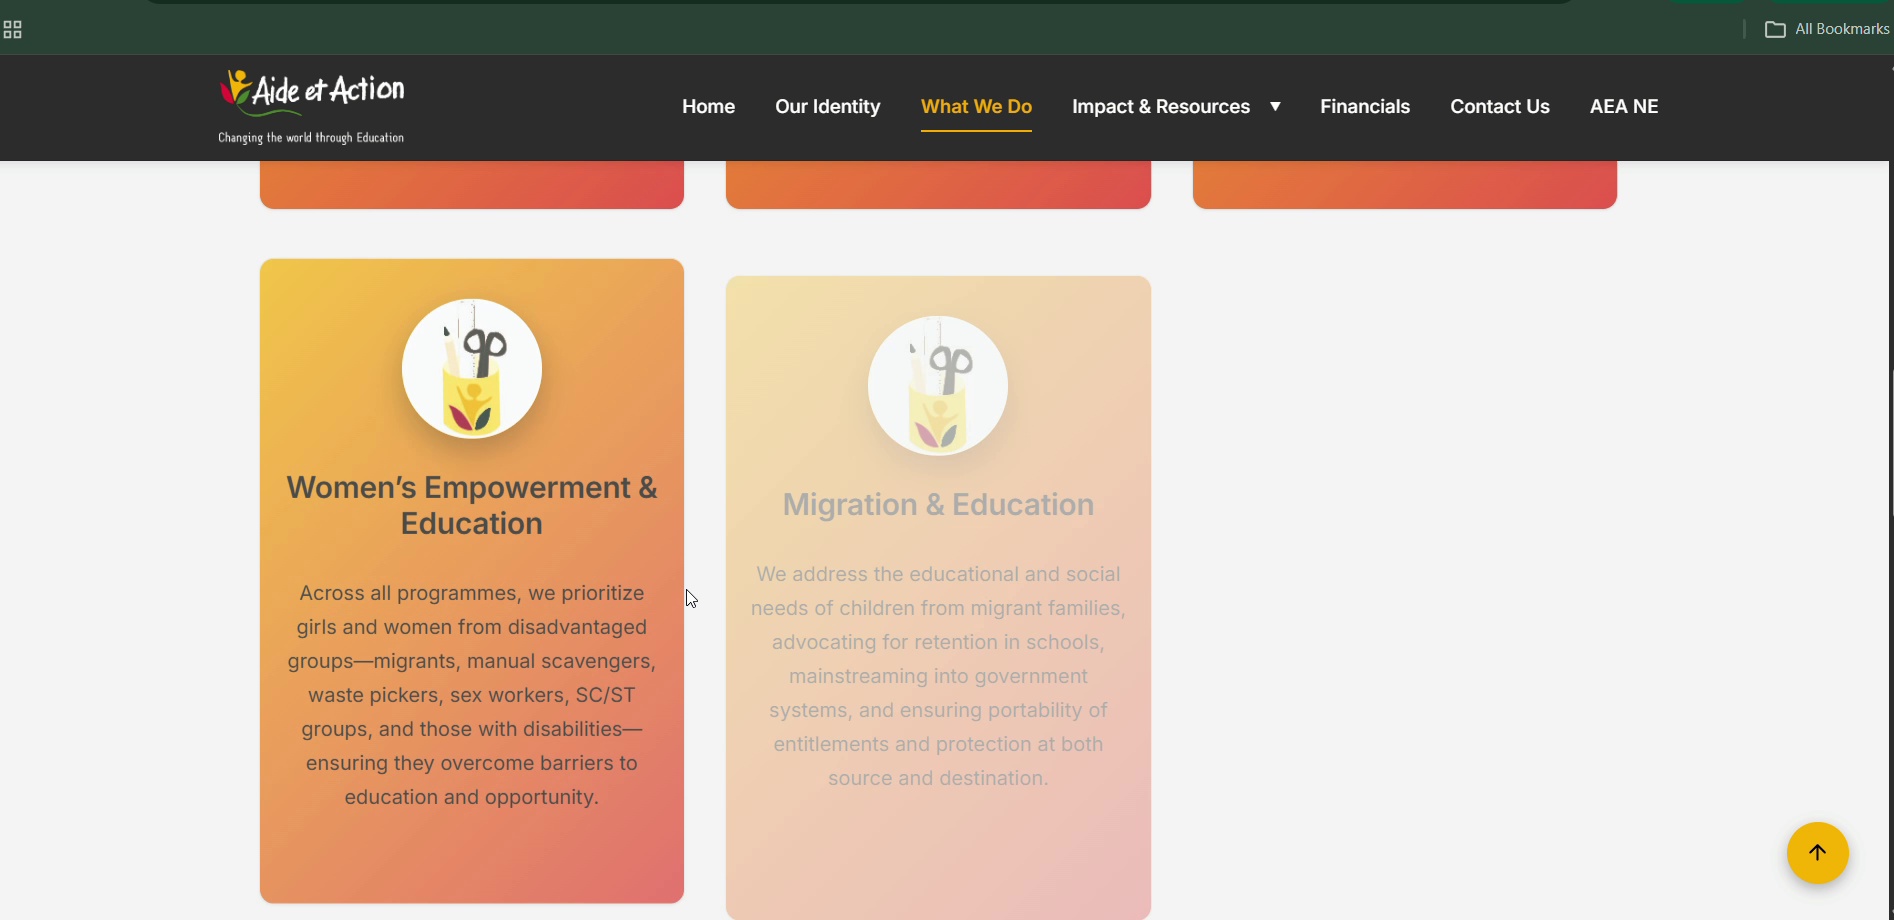 All Bookmarks
Aide et Action
Changing the world through Education
Home
Our Identity
What We Do
Impact & Resources ▼
Financials
Contact Us
AEA NE
Women’s Empowerment &
Education
Across all programmes, we prioritize
girls and women from disadvantaged
groups—migrants, manual scavengers,
waste pickers, sex workers, SC/ST
groups, and those with disabilities—
ensuring they overcome barriers to
education and opportunity.
Migration & Education
We address the educational and social
needs of children from migrant families,
advocating for retention in schools,
mainstreaming into government
systems, and ensuring portability of
entitlements and protection at both
source and destination.